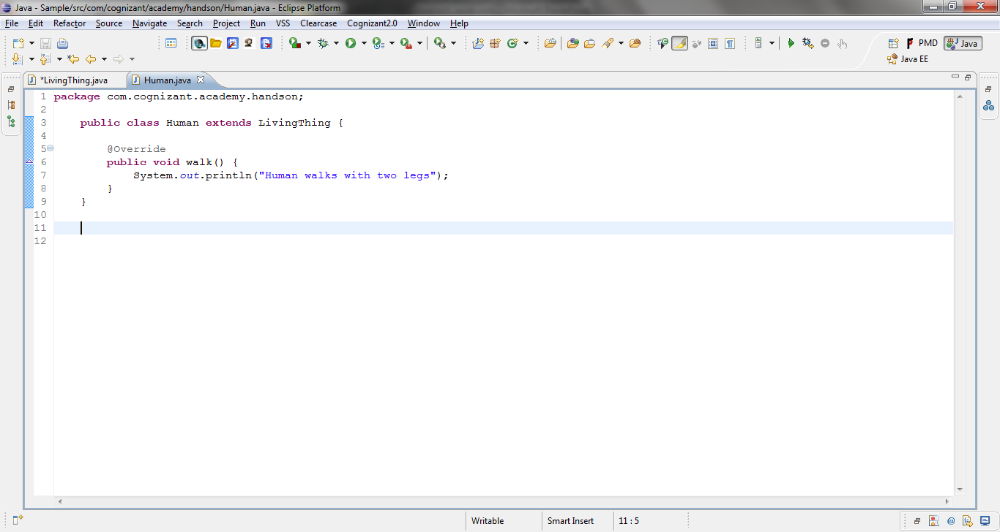 Java - Sample/src/com/cognizant/academy/handson/Human.java - Eclipse Platform
File Edit Refactor Source Navigate Search Project Run VSS Clearcase Cognizant2.0 Window Help
PMD Java
Java EE
*LivingThing.java Human.java
1 package com.cognizant.academy.handson;
2
3 public class Human extends LivingThing {
4
5 @Override
6 public void walk() {
7 System.out.println("Human walks with two legs");
8 }
9 }
10
11
12
Writable Smart Insert 11 : 5